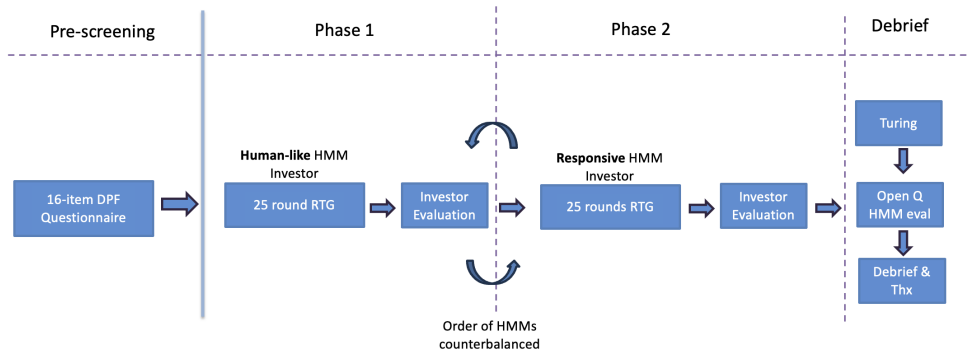 Pre-screening
Phase 1
Phase 2
Debrief
16-item DPF
Questionnaire
Human-like HMM
Investor
25 round RTG
Investor
Evaluation
Responsive HMM
Investor
25 rounds RTG
Investor
Evaluation
Turing
Open Q
HMM eval
Debrief &
Thx
Order of HMMs
counterbalanced